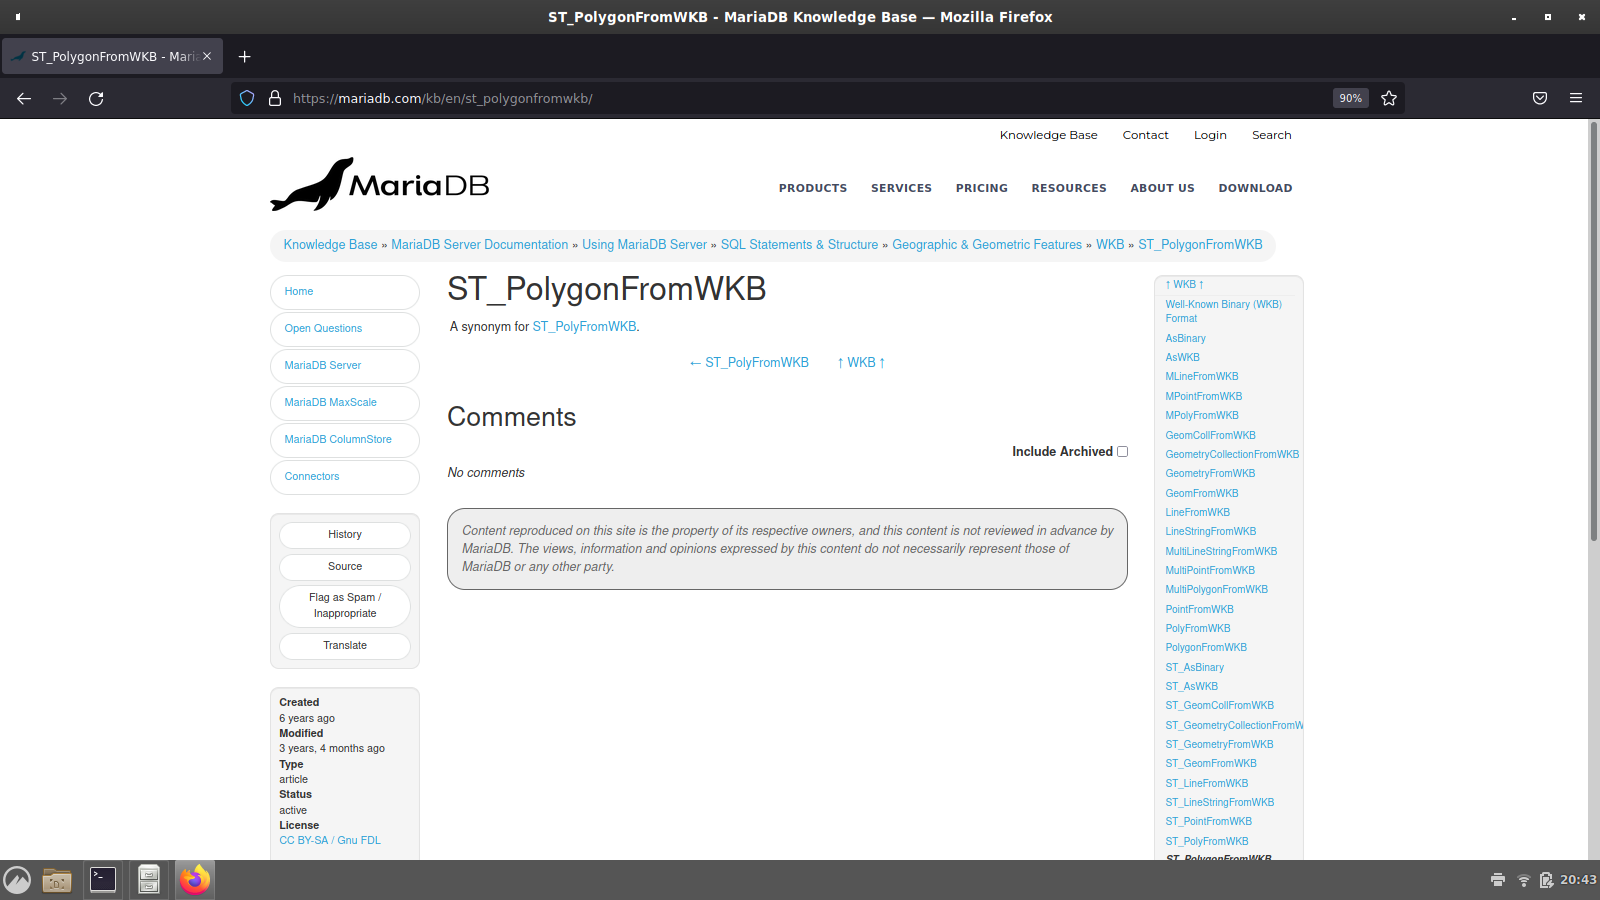 ST_PolygonFromWKB - MariaDB Knowledge Base — Mozilla Firefox
ST_PolygonFromWKB - Maria
https://mariadb.com/kb/en/st_polygonfromwkb/
90%
Knowledge Base Contact Login Search
MariaDB
PRODUCTS SERVICES PRICING RESOURCES ABOUT US DOWNLOAD
Knowledge Base » MariaDB Server Documentation » Using MariaDB Server » SQL Statements & Structure » Geographic & Geometric Features » WKB » ST_PolygonFromWKB
Home
Open Questions
MariaDB Server
MariaDB MaxScale
MariaDB ColumnStore
Connectors
History
Source
Flag as Spam /
Inappropriate
Translate
Created
6 years ago
Modified
3 years, 4 months ago
Type
article
Status
active
License
CC BY-SA / Gnu FDL
ST_PolygonFromWKB
A synonym for ST_PolyFromWKB.
← ST_PolyFromWKB ↑ WKB ↑
Comments
Include Archived
No comments
Content reproduced on this site is the property of its respective owners, and this content is not reviewed in advance by
MariaDB. The views, information and opinions expressed by this content do not necessarily represent those of
MariaDB or any other party.
↑ WKB ↑
Well-Known Binary (WKB)
Format
AsBinary
AsWKB
MLineFromWKB
MPointFromWKB
MPolyFromWKB
GeomCollFromWKB
GeometryCollectionFromWKB
GeometryFromWKB
GeomFromWKB
LineFromWKB
LineStringFromWKB
MultiLineStringFromWKB
MultiPointFromWKB
MultiPolygonFromWKB
PointFromWKB
PolyFromWKB
PolygonFromWKB
ST_AsBinary
ST_AsWKB
ST_GeomCollFromWKB
ST_GeometryCollectionFromW
ST_GeometryFromWKB
ST_GeomFromWKB
ST_LineFromWKB
ST_LineStringFromWKB
ST_PointFromWKB
ST_PolyFromWKB
ST_PolygonFromWKB
20:43